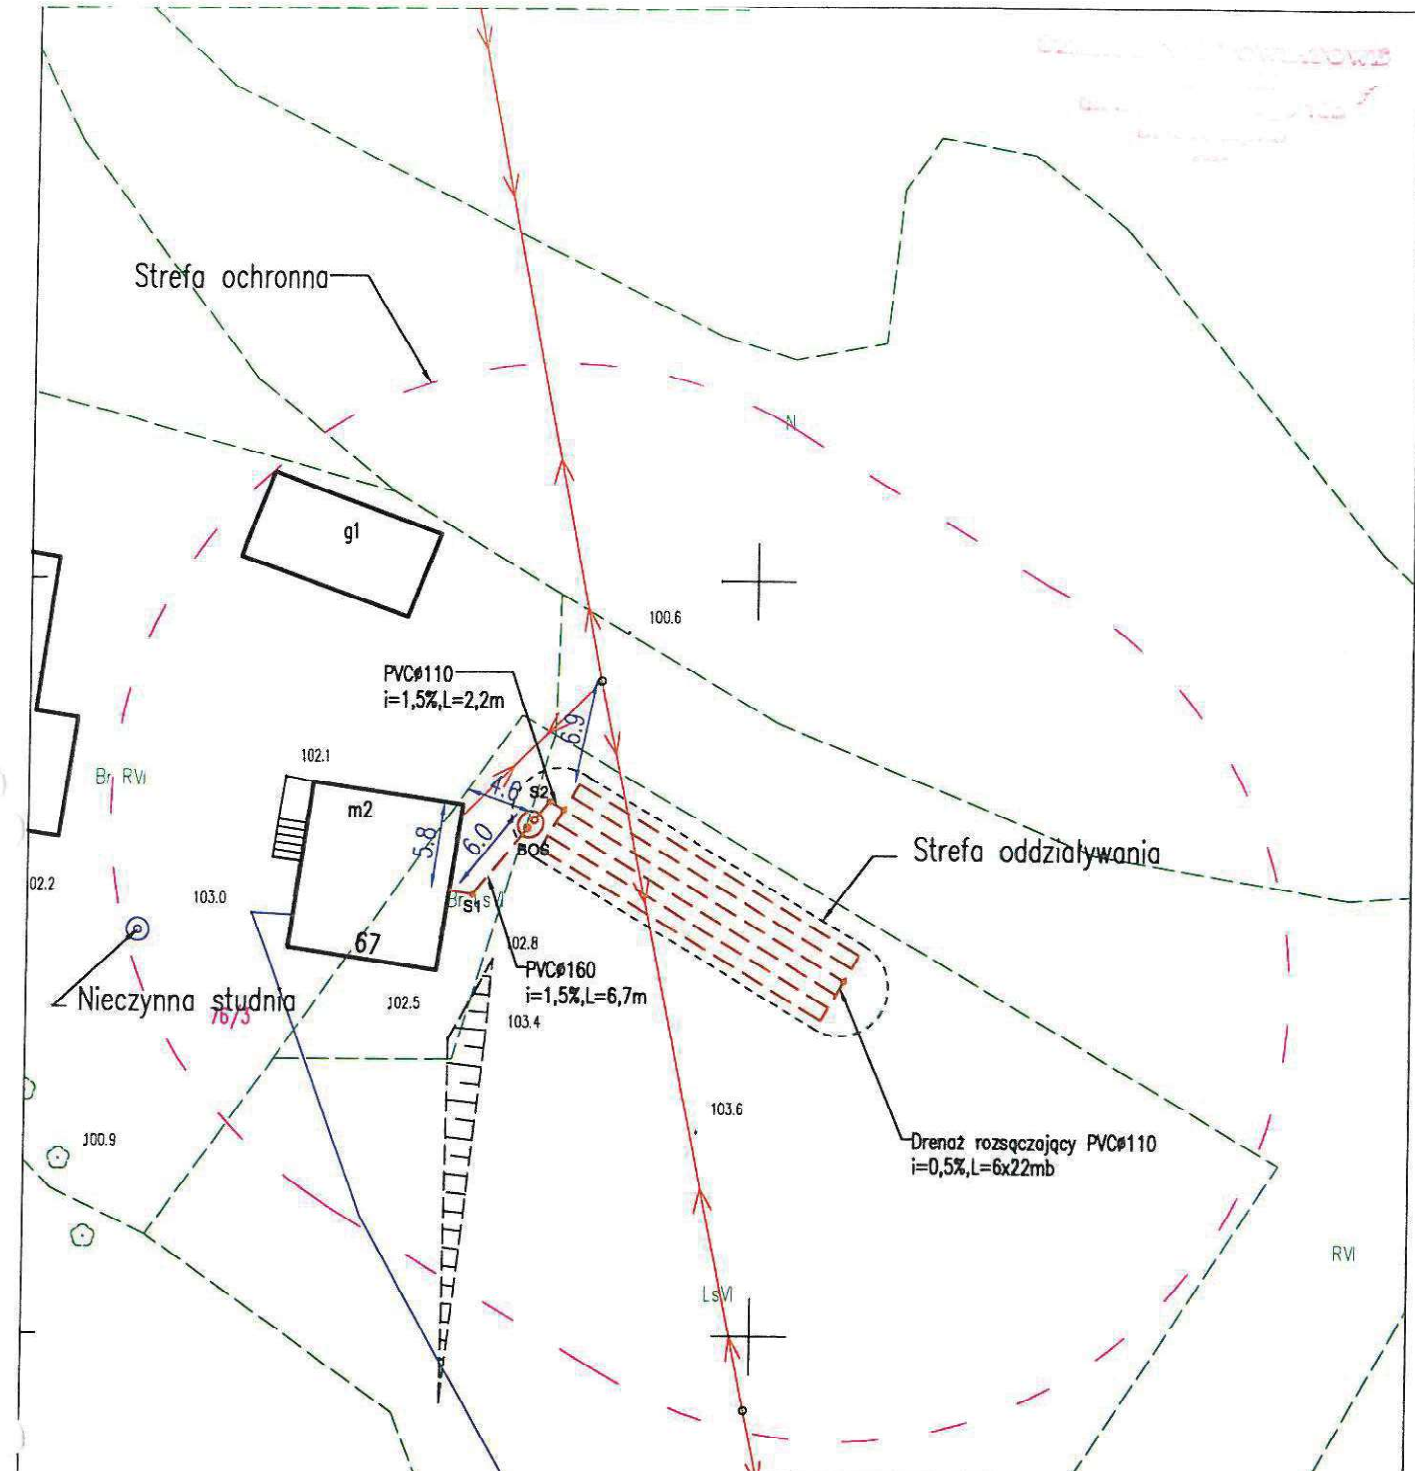 Strefa ochronna
N
g1
100.6
PVCø110
i=1,5%,L=2,2m
6.9
102.1
Br RVI
m2
4.6
S2
5.8
6.0
BOŚ
Strefa oddziaływania
02.2
103.0
S1
67
102.8
PVCø160
i=1,5%,L=6,7m
Nieczynna studnia
76/3
102.5
103.4
103.6
100.9
Drenaż rozsączający PVCø110
i=0,5%,L=6x22mb
RVI
LsVI